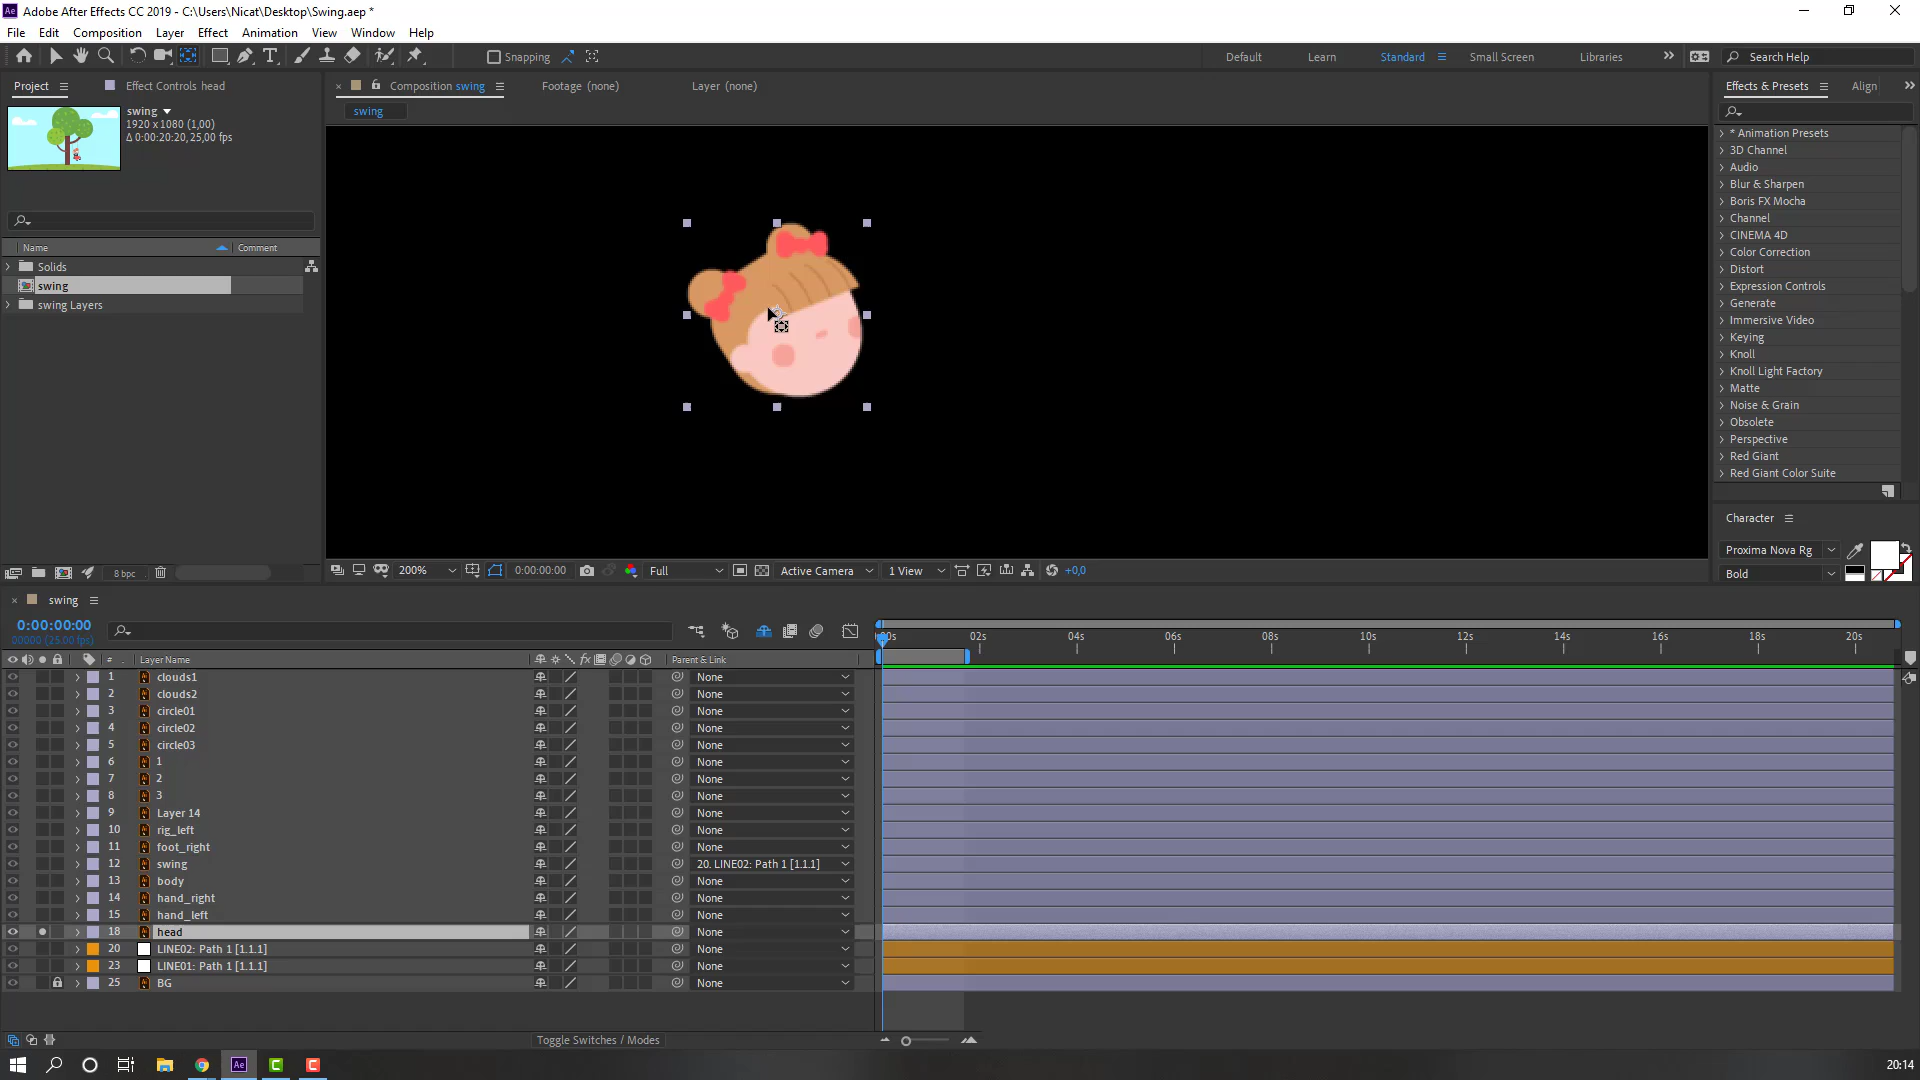 Ae Adobe After Effects CC 2019 - C:\Users\Nicat\Desktop\Swing.aep *
File Edit Composition Layer Effect Animation View Window Help
Snapping Default Learn Standard Small Screen Libraries Search Help
Project Effect Controls head Composition swing Footage (none) Layer (none) Effects & Presets Align
swing
1920 x 1080 (1,00)
Δ 0:00:20:20, 25,00 fps
swing
Name Comment
Solids
swing
swing Layers
* Animation Presets
3D Channel
Audio
Blur & Sharpen
Boris FX Mocha
Channel
CINEMA 4D
Color Correction
Distort
Expression Controls
Generate
Immersive Video
Keying
Knoll
Knoll Light Factory
Matte
Noise & Grain
Obsolete
Perspective
Red Giant
Red Giant Color Suite
Character
Proxima Nova Rg
Bold
8 bpc 200% 0:00:00:00 Full Active Camera 1 View +0,0
swing
0:00:00:00
00000 (25.00 fps)
:00s 02s 04s 06s 08s 10s 12s 14s 16s 18s 20s
# Layer Name Parent & Link
1 clouds1 None
2 clouds2 None
3 circle01 None
4 circle02 None
5 circle03 None
6 1 None
7 2 None
8 3 None
9 Layer 14 None
10 rig_left None
11 foot_right None
12 swing 20. LINE02: Path 1 [1.1.1]
13 body None
14 hand_right None
15 hand_left None
18 head None
20 LINE02: Path 1 [1.1.1] None
23 LINE01: Path 1 [1.1.1] None
25 BG None
Toggle Switches / Modes
Ae C C 20:14